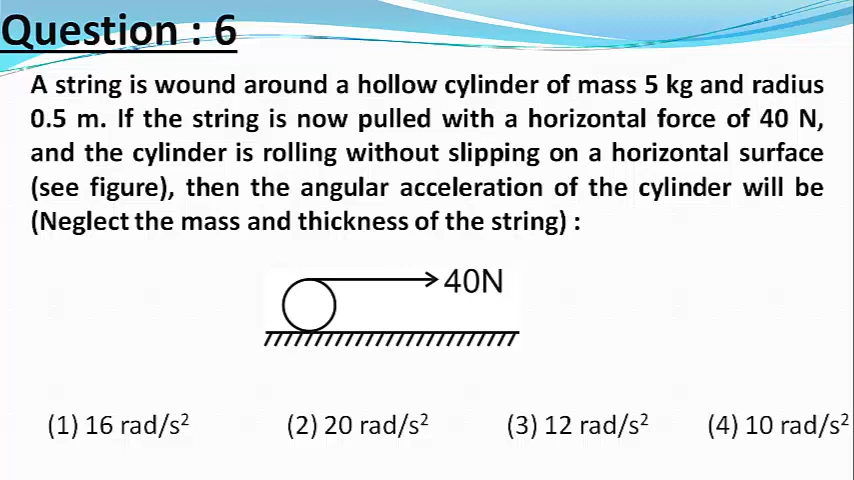 Question : 6
A string is wound around a hollow cylinder of mass 5 kg and radius
0.5 m. If the string is now pulled with a horizontal force of 40 N,
and the cylinder is rolling without slipping on a horizontal surface
(see figure), then the angular acceleration of the cylinder will be
(Neglect the mass and thickness of the string) :
40N
(1) 16 rad/s² (2) 20 rad/s² (3) 12 rad/s² (4) 10 rad/s²